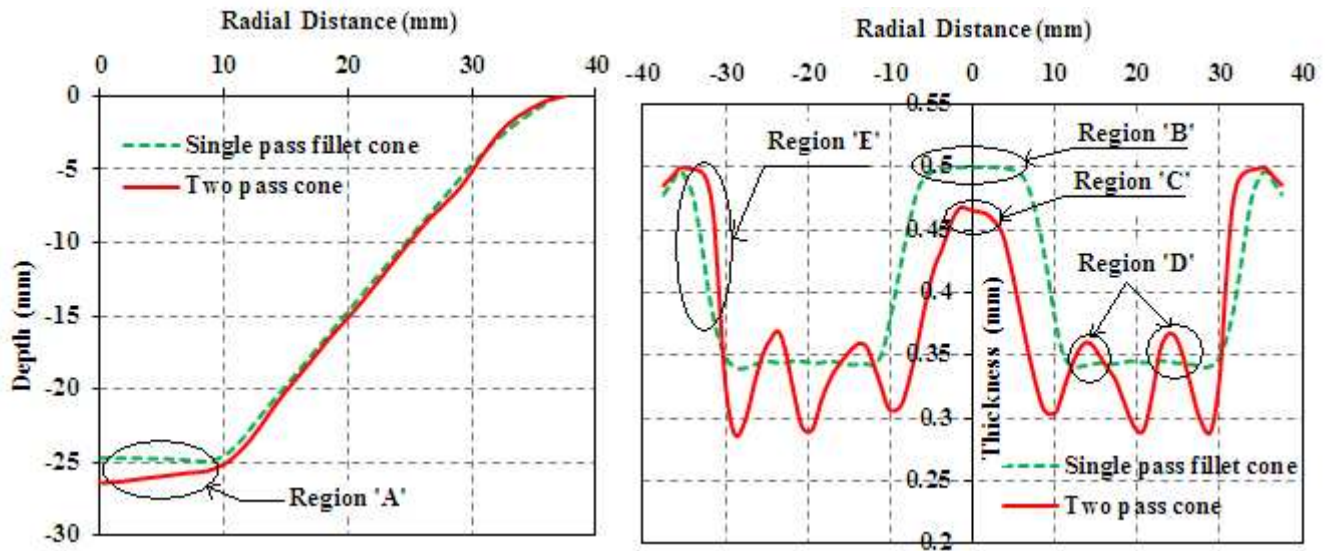 Radial Distance (mm)
0 10 20 30 40
0
-5
-10
-15
-20
-25
-30
Depth (mm)
Single pass fillet cone
Two pass cone
Region 'A'
Radial Distance (mm)
-40 -30 -20 -10 0 10 20 30 40
0.55
0.5
0.45
0.4
0.35
0.3
0.25
0.2
Thickness (mm)
Region 'E'
Region 'B'
Region 'C'
Region 'D'
Single pass fillet cone
Two pass cone